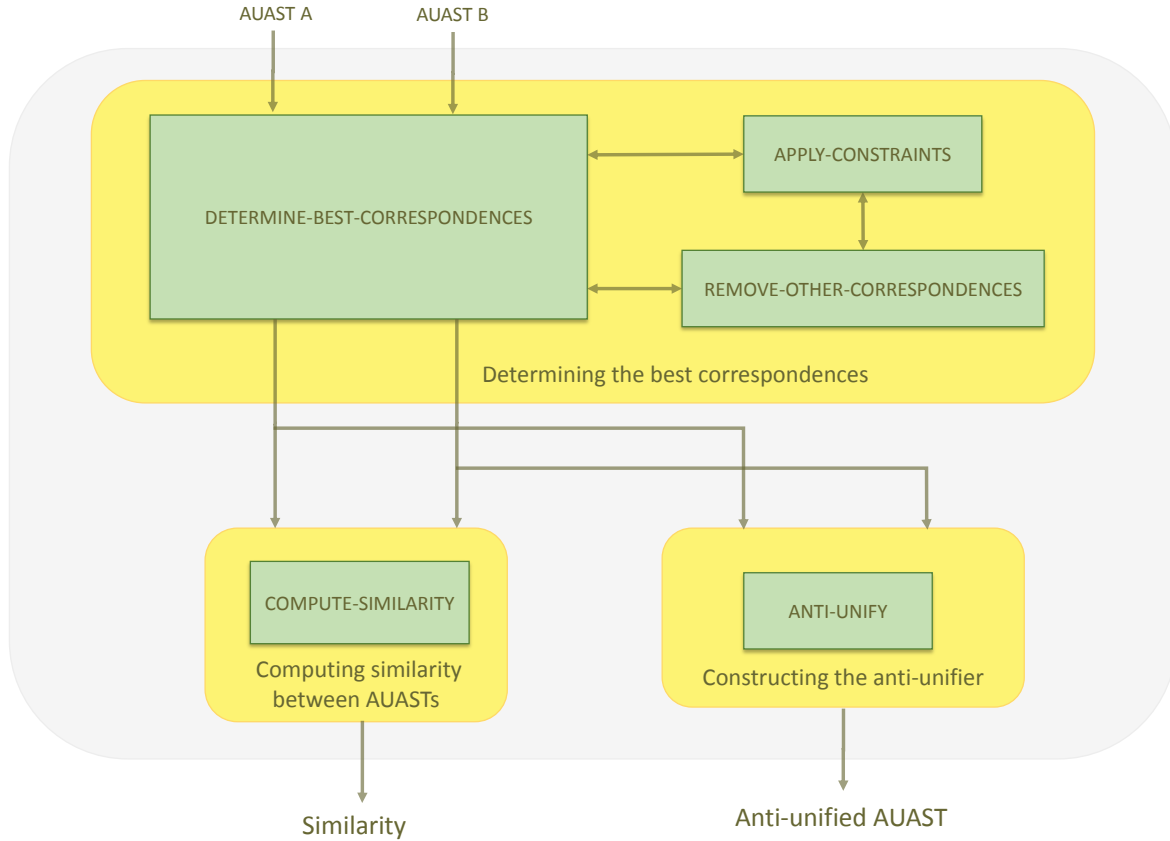 AUAST A
AUAST B
DETERMINE-BEST-CORRESPONDENCES
APPLY-CONSTRAINTS
REMOVE-OTHER-CORRESPONDENCES
Determining the best correspondences
COMPUTE-SIMILARITY
Computing similarity
between AUASTs
ANTI-UNIFY
Constructing the anti-unifier
Similarity
Anti-unified AUAST